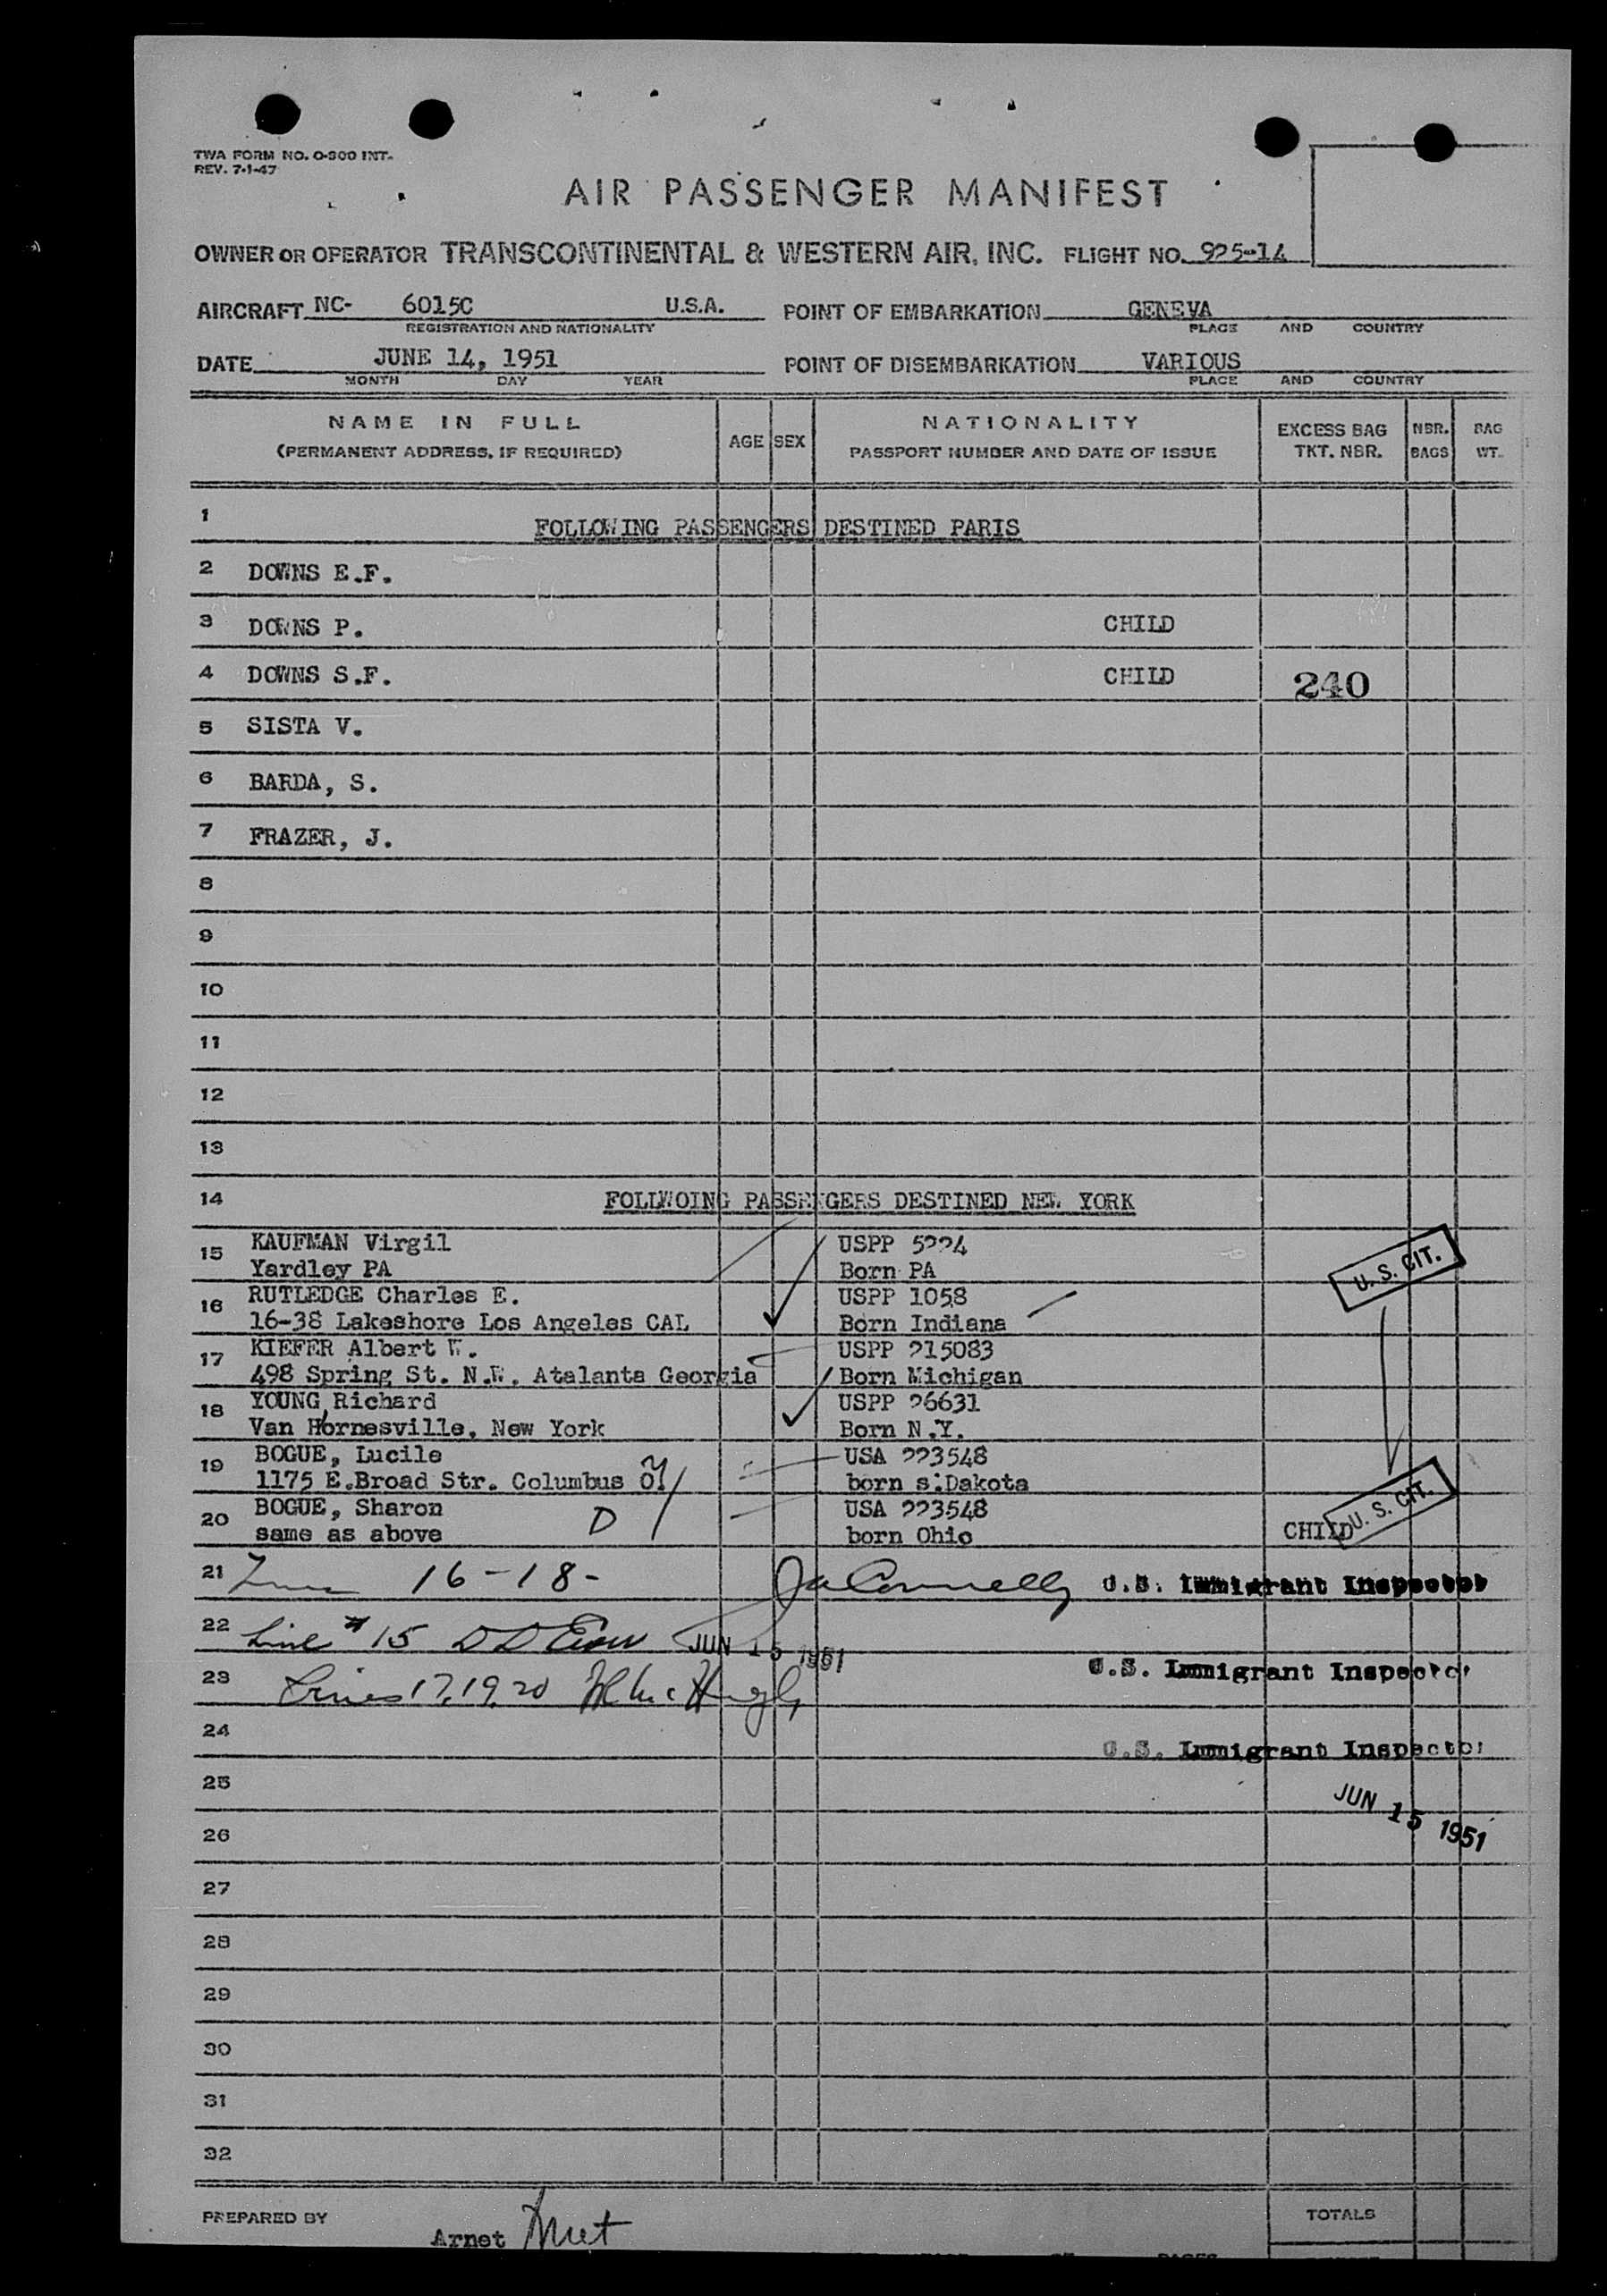 TWA FORM NO. O-900 INT.
REV. 7-1-47
AIR PASSENGER MANIFEST
OWNER OR OPERATOR TRANSCONTINENTAL & WESTERN AIR, INC. FLIGHT NO. 925-14
AIRCRAFT NC- 6015C U.S.A. POINT OF EMBARKATION GENEVA
REGISTRATION AND NATIONALITY PLACE AND COUNTRY
DATE JUNE 14, 1951 POINT OF DISEMBARKATION VARIOUS
MONTH DAY YEAR PLACE AND COUNTRY
NAME IN FULL
(PERMANENT ADDRESS, IF REQUIRED)
AGE SEX
NATIONALITY
PASSPORT NUMBER AND DATE OF ISSUE
EXCESS BAG
TKT. NBR.
NBR.
BAGS
BAG
WT.
1 FOLLOWING PASSENGERS DESTINED PARIS
2 DOWNS E.F.
3 DOWNS P. CHILD
4 DOWNS S.F. CHILD 240
5 SISTA V.
6 BARDA, S.
7 FRAZER, J.
8
9
10
11
12
13
14 FOLLWOING PASSENGERS DESTINED NEW YORK
15 KAUFMAN Virgil USPP 5224
Yardley PA Born PA
U. S. CIT.
16 RUTLEDGE Charles E. USPP 1058
16-38 Lakeshore Los Angeles CAL Born Indiana
17 KIEFER Albert W. USPP 215083
498 Spring St. N.W. Atalanta Georgia Born Michigan
18 YOUNG, Richard USPP 26631
Van Hornesville, New York Born N.Y.
19 BOGUE, Lucile USA 223548
1175 E.Broad Str. Columbus born s.Dakota
20 BOGUE, Sharon USA 223548
same as above D born Ohio CHILD
U. S. CIT.
21 16-18- U.S. Immigrant Inspector
22 Line #15 JUN 15 1951
U.S. Immigrant Inspector
23 Lines 17,19,20
24 U.S. Immigrant Inspector
25
JUN 15 1951
26
27
28
29
30
31
32
PREPARED BY Arnet Arnet TOTALS